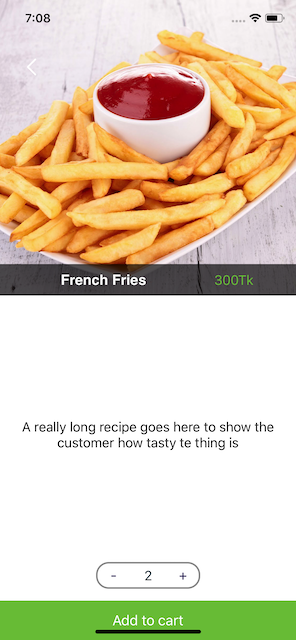 7:08
French Fries 300Tk
A really long recipe goes here to show the
customer how tasty te thing is
- 2 +
Add to cart